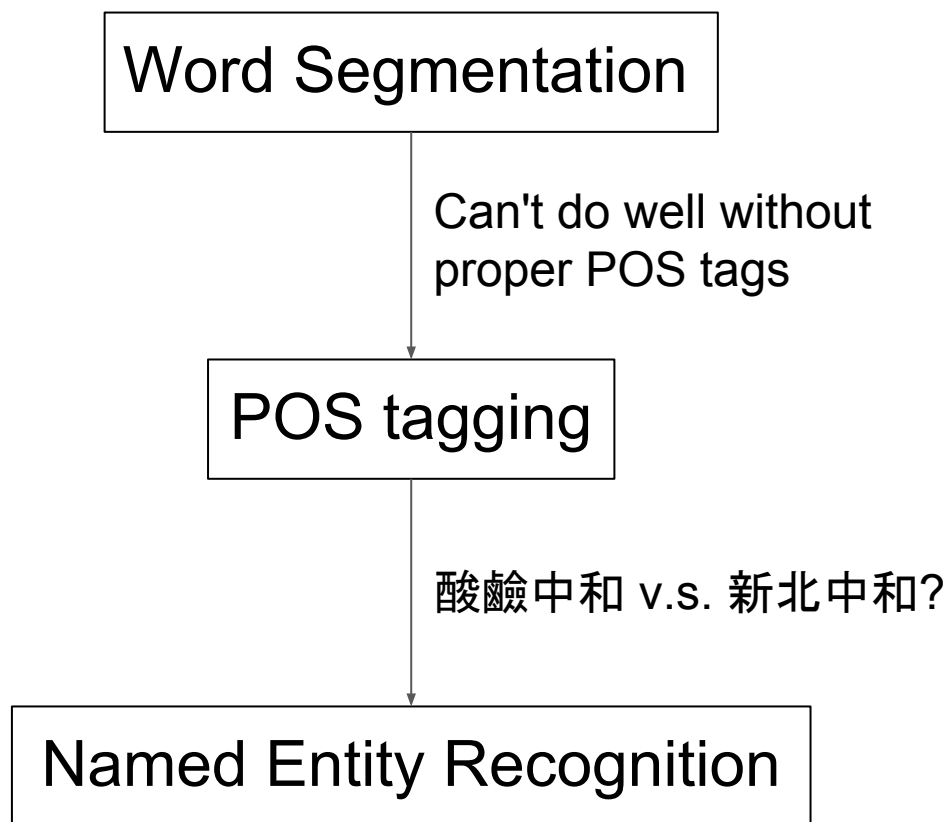 Word Segmentation
Can't do well without
proper POS tags
POS tagging
酸鹼中和 v.s. 新北中和?
Named Entity Recognition